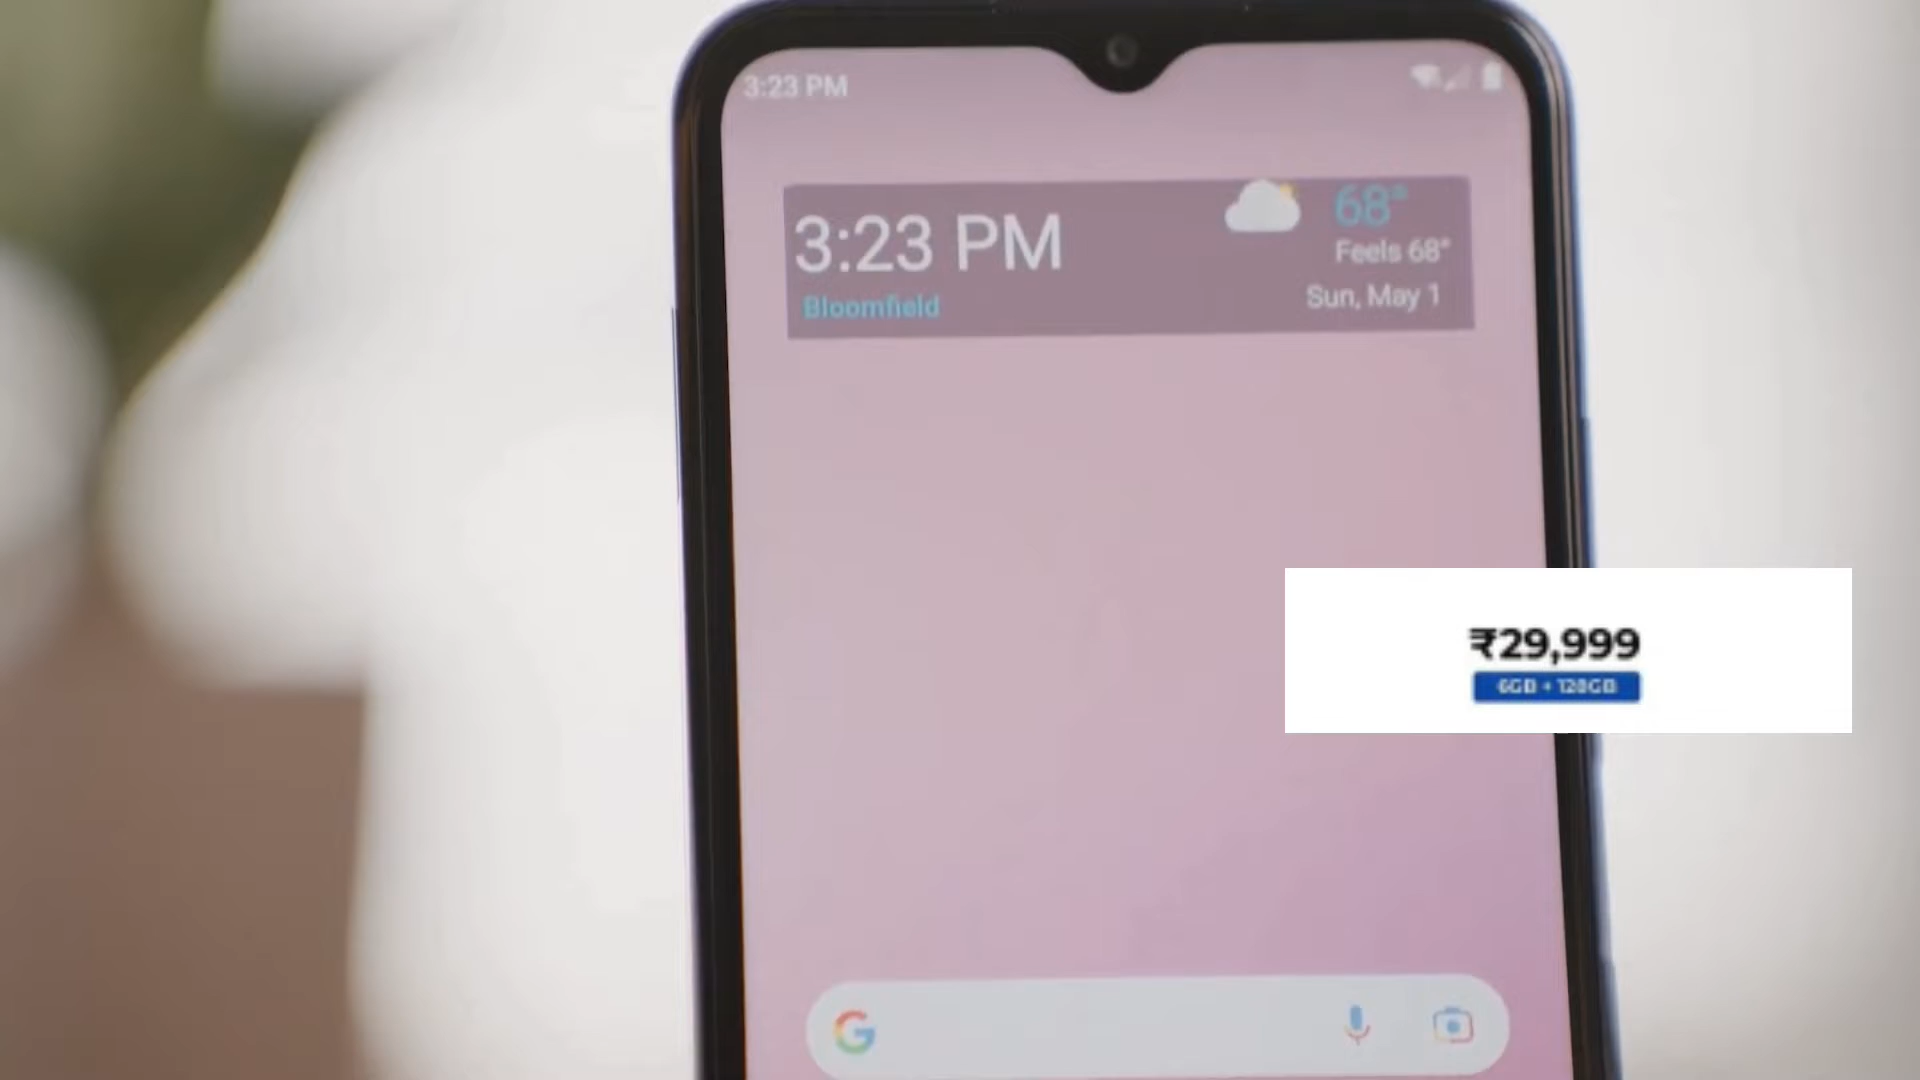 3:23 PM
3:23 PM
68°
Feels 68°
Bloomfield
Sun, May 1
₹29,999
6GB + 128GB
G